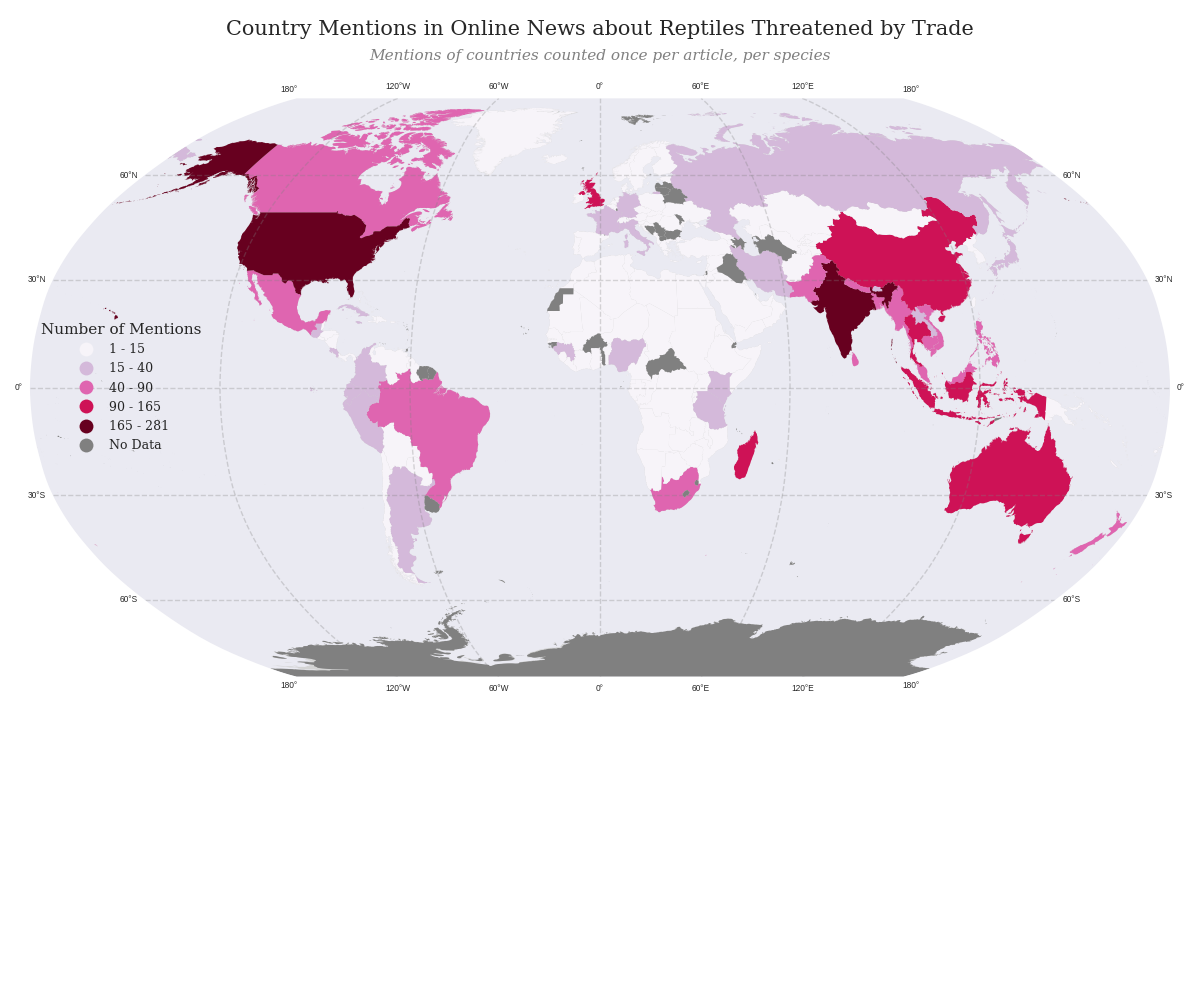 Country Mentions in Online News about Reptiles Threatened by Trade
Mentions of countries counted once per article, per species
180° 120°W 60°W 0° 60°E 120°E 180°
60°N 60°N
30°N 30°N
Number of Mentions
1 - 15
15 - 40
0° 0°
40 - 90
90 - 165
165 - 281
No Data
30°S 30°S
60°S 60°S
180° 120°W 60°W 0° 60°E 120°E 180°